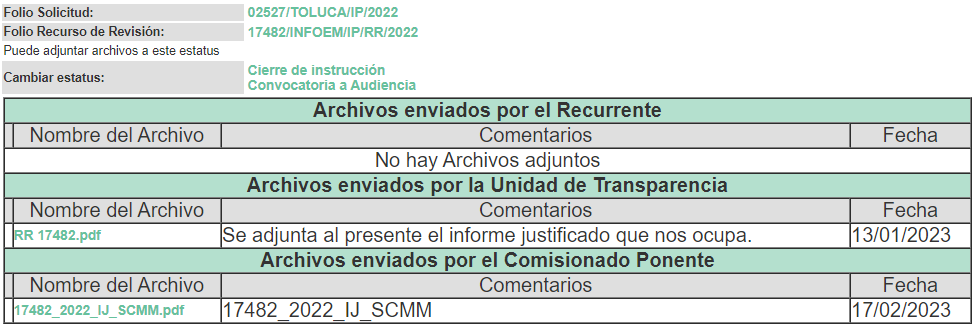 Folio Solicitud: 02527/TOLUCA/IP/2022
Folio Recurso de Revisión: 17482/INFOEM/IP/RR/2022
Puede adjuntar archivos a este estatus
Cambiar estatus: Cierre de instrucción
Convocatoria a Audiencia
Archivos enviados por el Recurrente
Nombre del Archivo Comentarios Fecha
No hay Archivos adjuntos
Archivos enviados por la Unidad de Transparencia
Nombre del Archivo Comentarios Fecha
RR 17482.pdf Se adjunta al presente el informe justificado que nos ocupa. 13/01/2023
Archivos enviados por el Comisionado Ponente
Nombre del Archivo Comentarios Fecha
17482_2022_IJ_SCMM.pdf 17482_2022_IJ_SCMM 17/02/2023